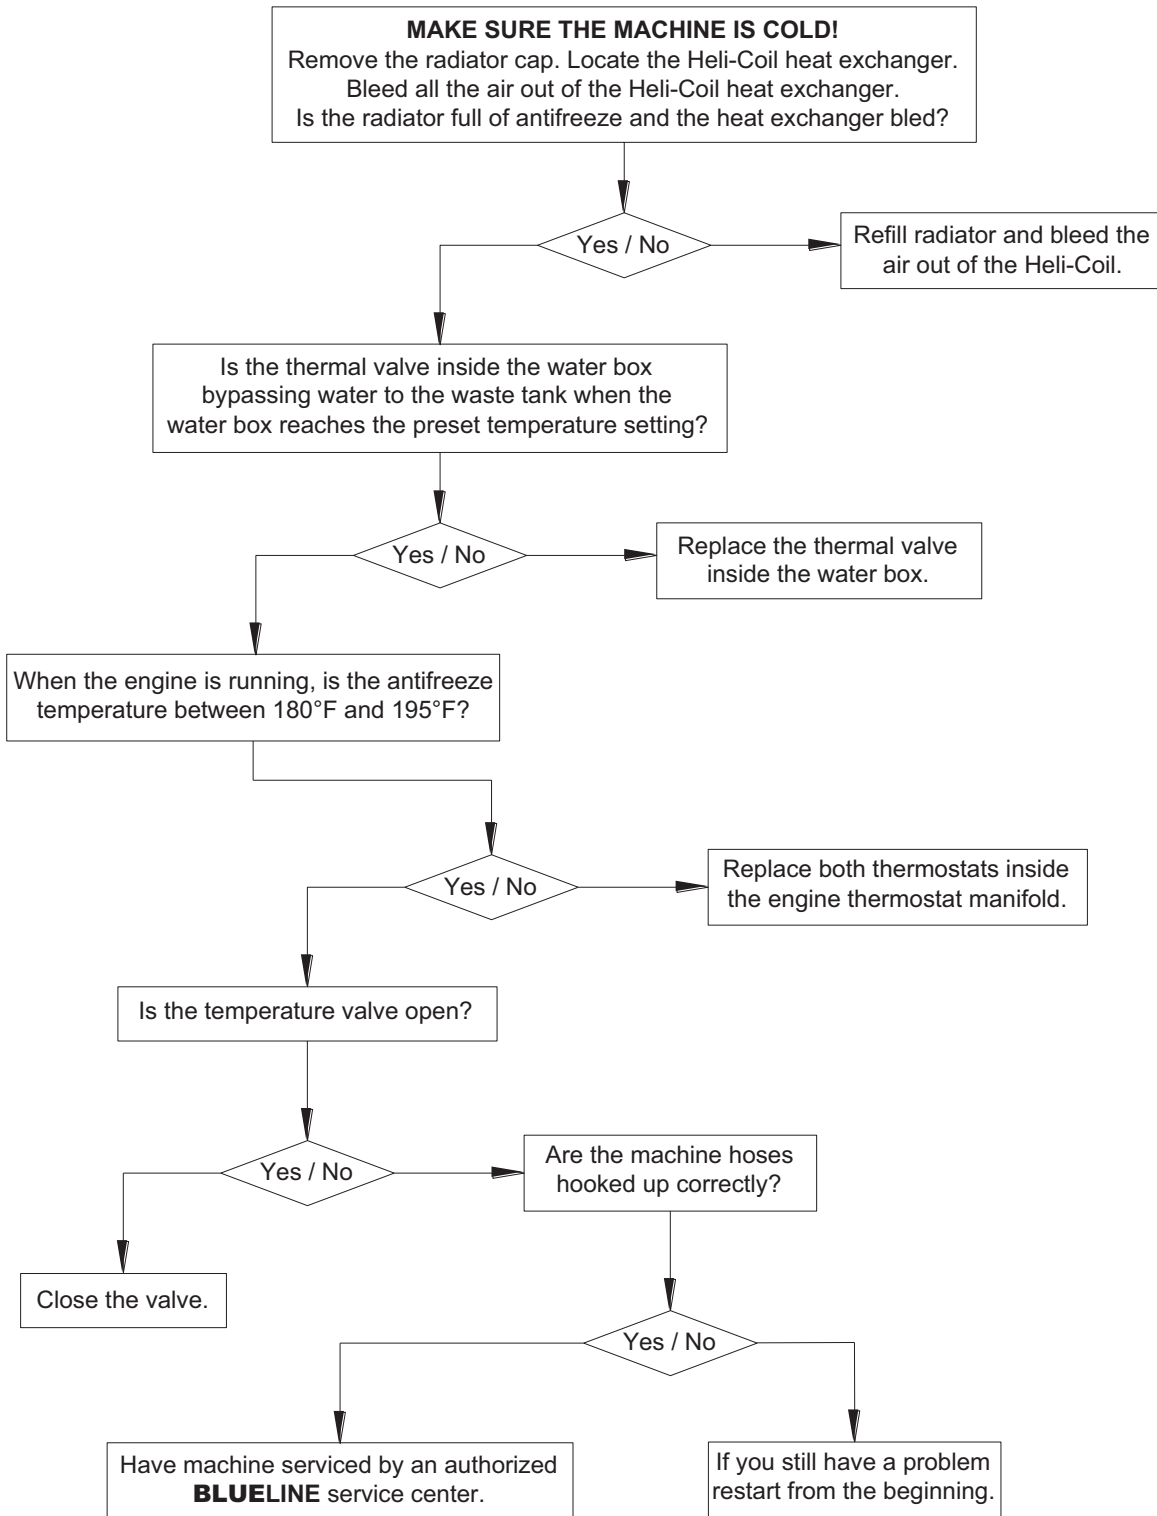 MAKE SURE THE MACHINE IS COLD!
Remove the radiator cap. Locate the Heli-Coil heat exchanger.
Bleed all the air out of the Heli-Coil heat exchanger.
Is the radiator full of antifreeze and the heat exchanger bled?
Yes / No
Refill radiator and bleed the
air out of the Heli-Coil.
Is the thermal valve inside the water box
bypassing water to the waste tank when the
water box reaches the preset temperature setting?
Yes / No
Replace the thermal valve
inside the water box.
When the engine is running, is the antifreeze
temperature between 180°F and 195°F?
Yes / No
Replace both thermostats inside
the engine thermostat manifold.
Is the temperature valve open?
Yes / No
Are the machine hoses
hooked up correctly?
Close the valve.
Yes / No
Have machine serviced by an authorized
BLUELINE service center.
If you still have a problem
restart from the beginning.